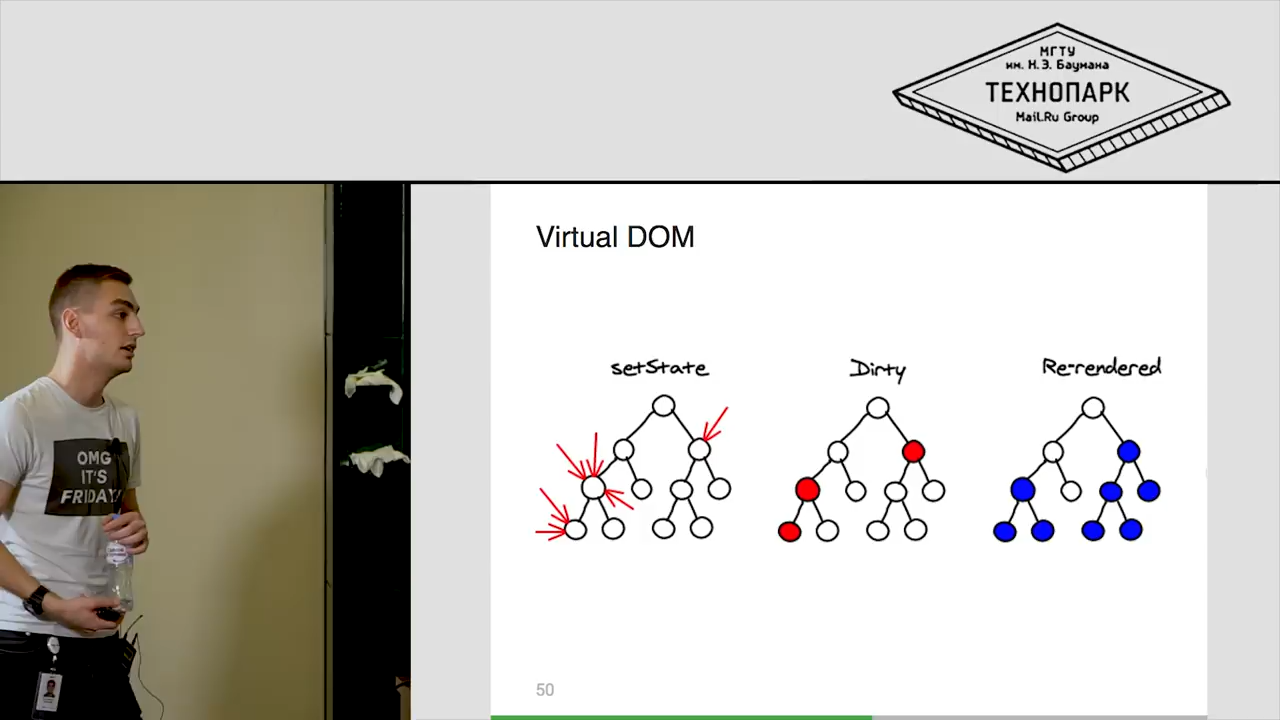 МГТУ
им. Н.Э. Баумана
ТЕХНОПАРК
Mail.Ru Group
Virtual DOM
setState
Dirty
Re-rendered
OMG
IT'S
FRIDAY!
50